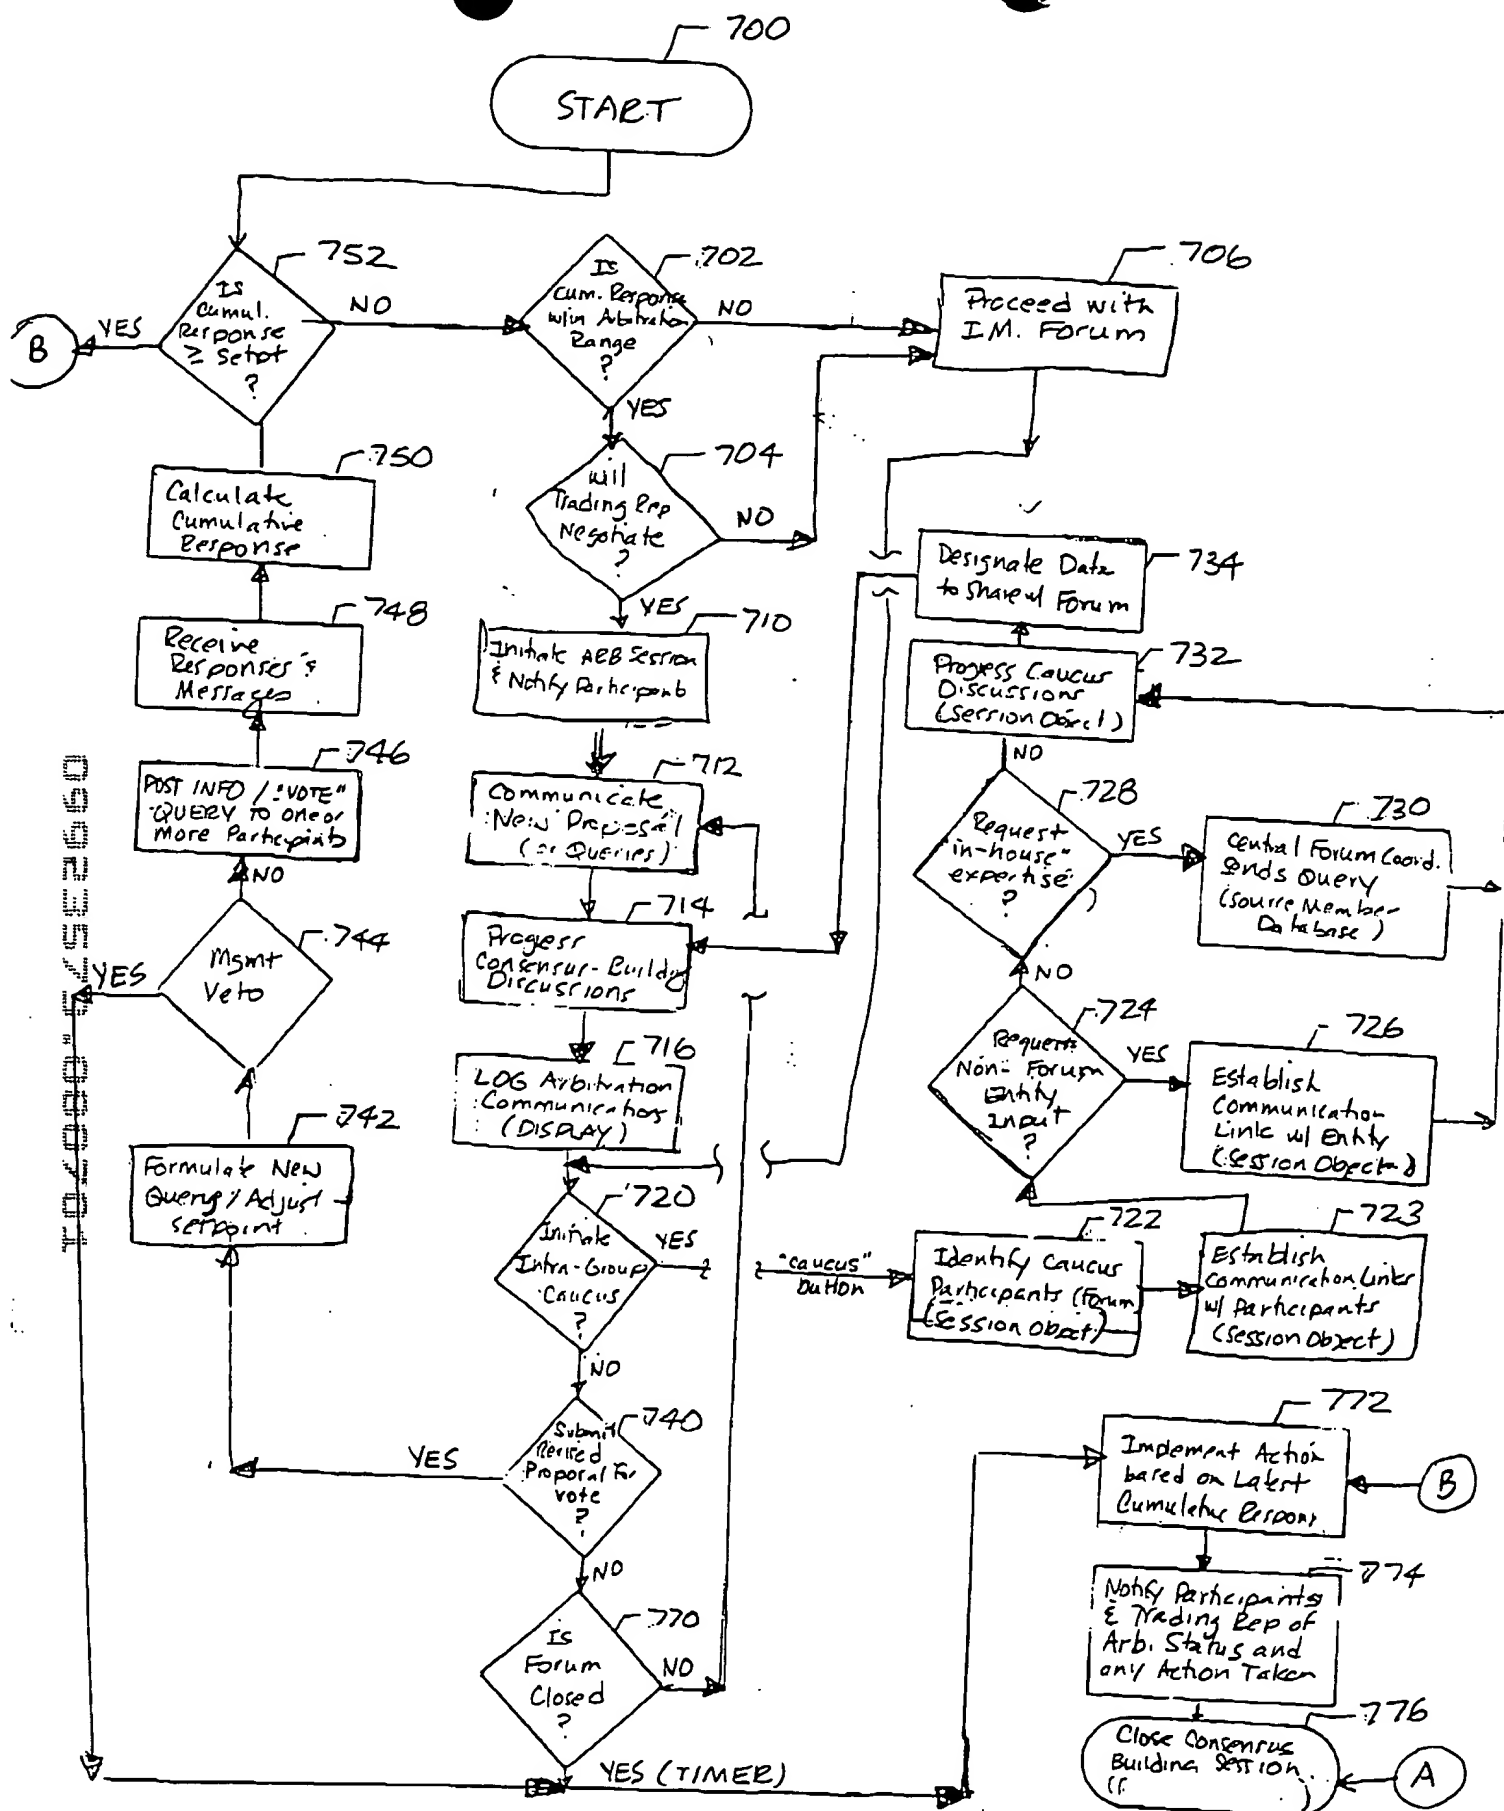 700
START
752
Is
Cumul.
Response
≥ Setpt
?
YES
B
NO
702
Is
Cum. Response
w/in Arbitration
Range
?
NO
YES
706
Proceed with
I.M. Forum
704
Will
Trading Rep
Negotiate
?
NO
YES
750
Calculate
Cumulative
Response
748
Receive
Responses &
Messages
746
POST INFO / "VOTE"
QUERY TO one or
More Participants
NO
744
Mgmt
Veto
YES
742
Formulate New
Query / Adjust
setpoint
710
Initiate ARB Session
& Notify Participants
712
Communicate
New Proposal
(or Queries)
714
Progress
Consensus-Building
Discussions
716
LOG Arbitration
Communications
(DISPLAY)
720
Initiate
Intra-Group
Caucus
?
YES
NO
"caucus"
button
740
Submit
Revised
Proposal For
vote
?
YES
NO
770
Is
Forum
Closed
?
NO
YES (TIMER)
734
Designate Data
to Share w/ Forum
732
Progress Caucus
Discussions
(Session Object)
NO
728
Request
"in-house"
expertise
?
YES
730
Central Forum Coord.
Sends Query
(Source Member
Database)
NO
724
Request
Non-Forum
Entity
Input
?
YES
726
Establish
Communication
Link w/ Entity
(Session Object)
722
Identify Caucus
Participants (Forum
(Session Object)
723
Establish
Communication Links
w/ Participants
(Session Object)
772
Implement Action
based on Latest
Cumulative Respons
B
774
Notify Participants
& Trading Rep of
Arb. Status and
any Action Taken
776
Close Consensus
Building Session
A